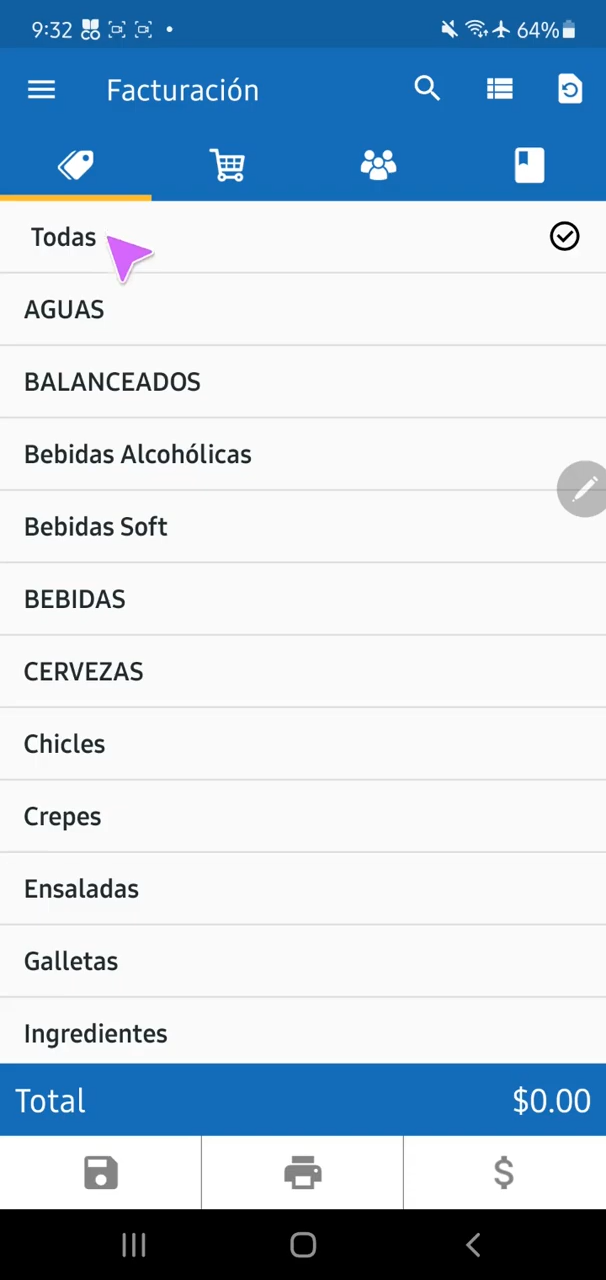 9:32
64%
Facturación
Todas
AGUAS
BALANCEADOS
Bebidas Alcohólicas
Bebidas Soft
BEBIDAS
CERVEZAS
Chicles
Crepes
Ensaladas
Galletas
Ingredientes
Total $0.00